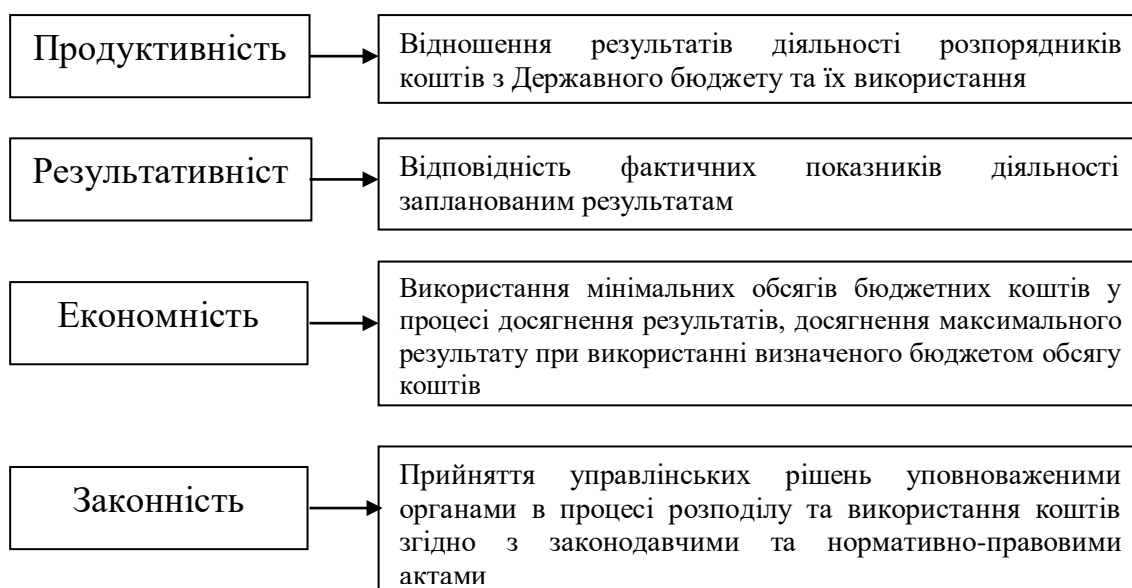 Продуктивність
Відношення результатів діяльності розпорядників
коштів з Державного бюджету та їх використання
Результативніст
Відповідність фактичних показників діяльності
запланованим результатам
Економність
Використання мінімальних обсягів бюджетних коштів у
процесі досягнення результатів, досягнення максимального
результату при використанні визначеного бюджетом обсягу
коштів
Законність
Прийняття управлінських рішень уповноваженими
органами в процесі розподілу та використання коштів
згідно з законодавчими та нормативно-правовими
актами